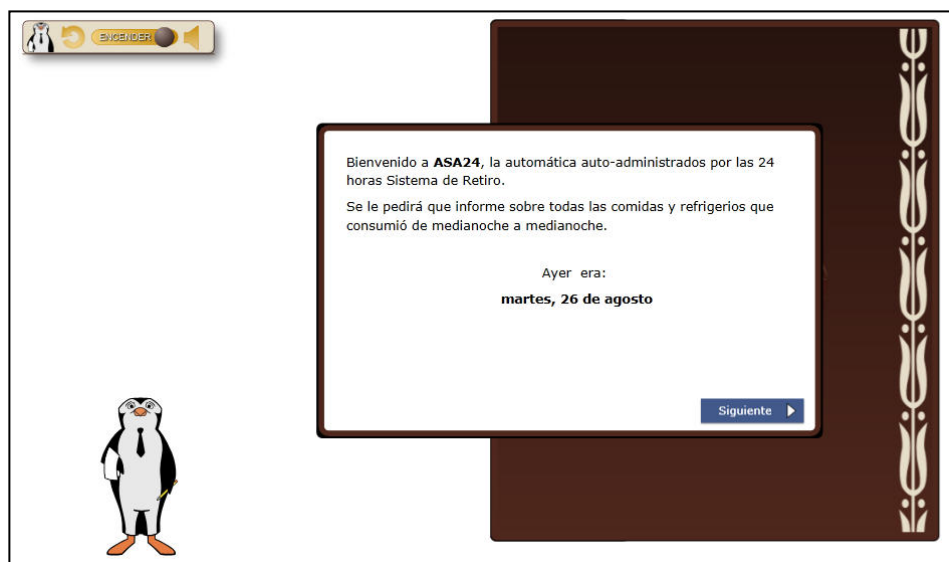 ENCENDER
Bienvenido a ASA24, la automática auto-administrados por las 24
horas Sistema de Retiro.
Se le pedirá que informe sobre todas las comidas y refrigerios que
consumió de medianoche a medianoche.
Ayer era:
martes, 26 de agosto
Siguiente